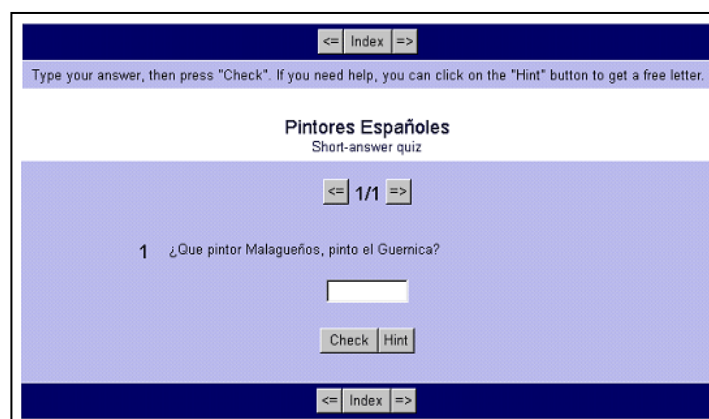 <= Index =>
Type your answer, then press "Check". If you need help, you can click on the "Hint" button to get a free letter.
Pintores Españoles
Short-answer quiz
<= 1/1 =>
1 ¿Que pintor Malagueños, pinto el Guernica?
Check Hint
<= Index =>